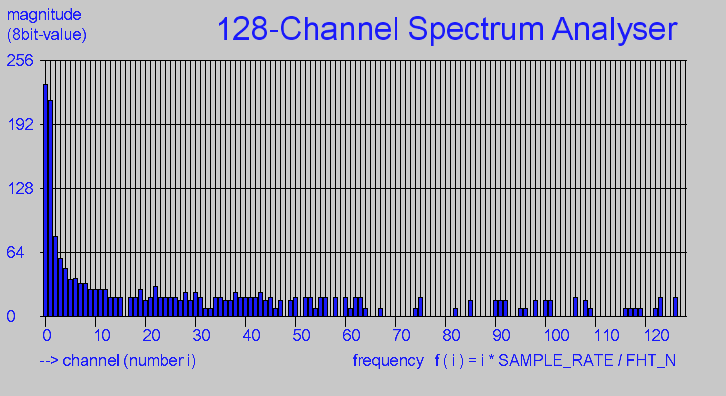 magnitude
(8bit-value)
128-Channel Spectrum Analyser
256
192
128
64
0
0 10 20 30 40 50 60 70 80 90 100 110 120
--> channel (number i) frequency f ( i ) = i * SAMPLE_RATE / FHT_N